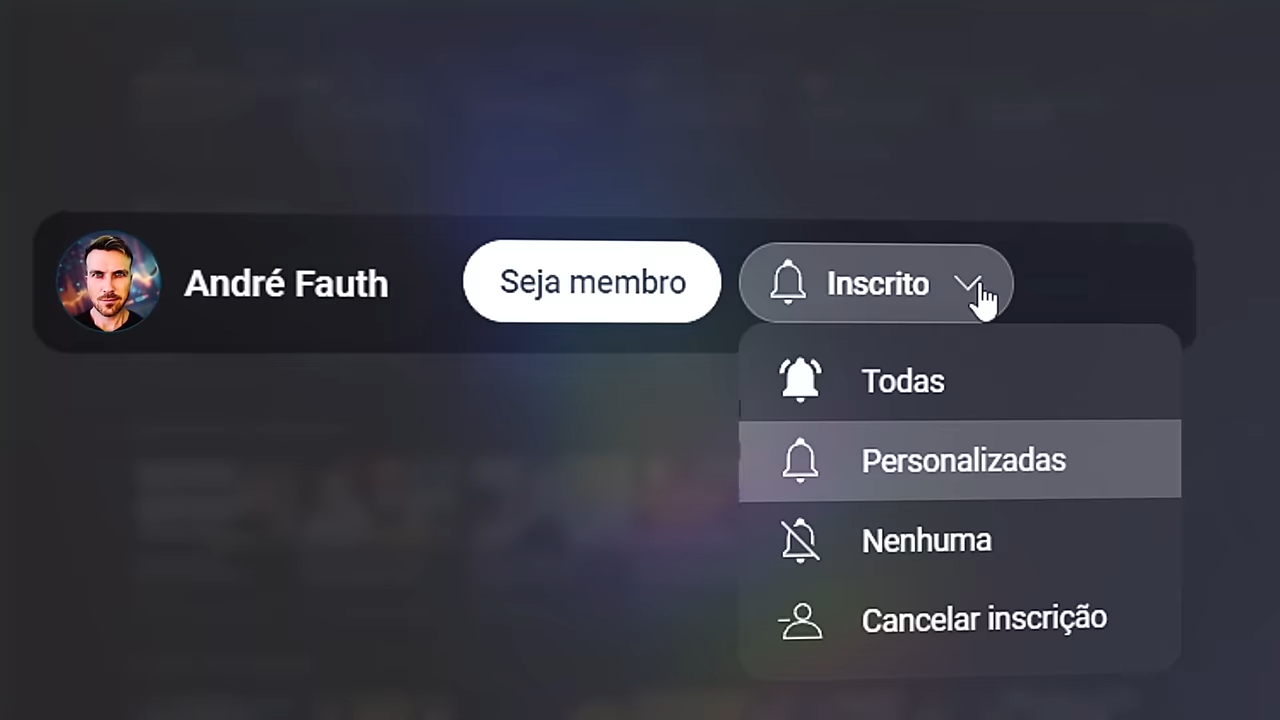 André Fauth
Seja membro
Inscrito
Todas
Personalizadas
Nenhuma
Cancelar inscrição